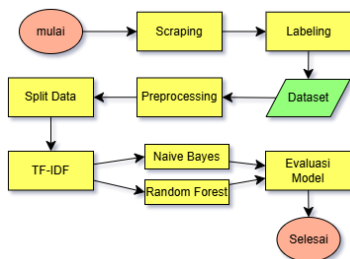 mulai
Scraping
Labeling
Dataset
Preprocessing
Split Data
TF-IDF
Naive Bayes
Random Forest
Evaluasi
Model
Selesai